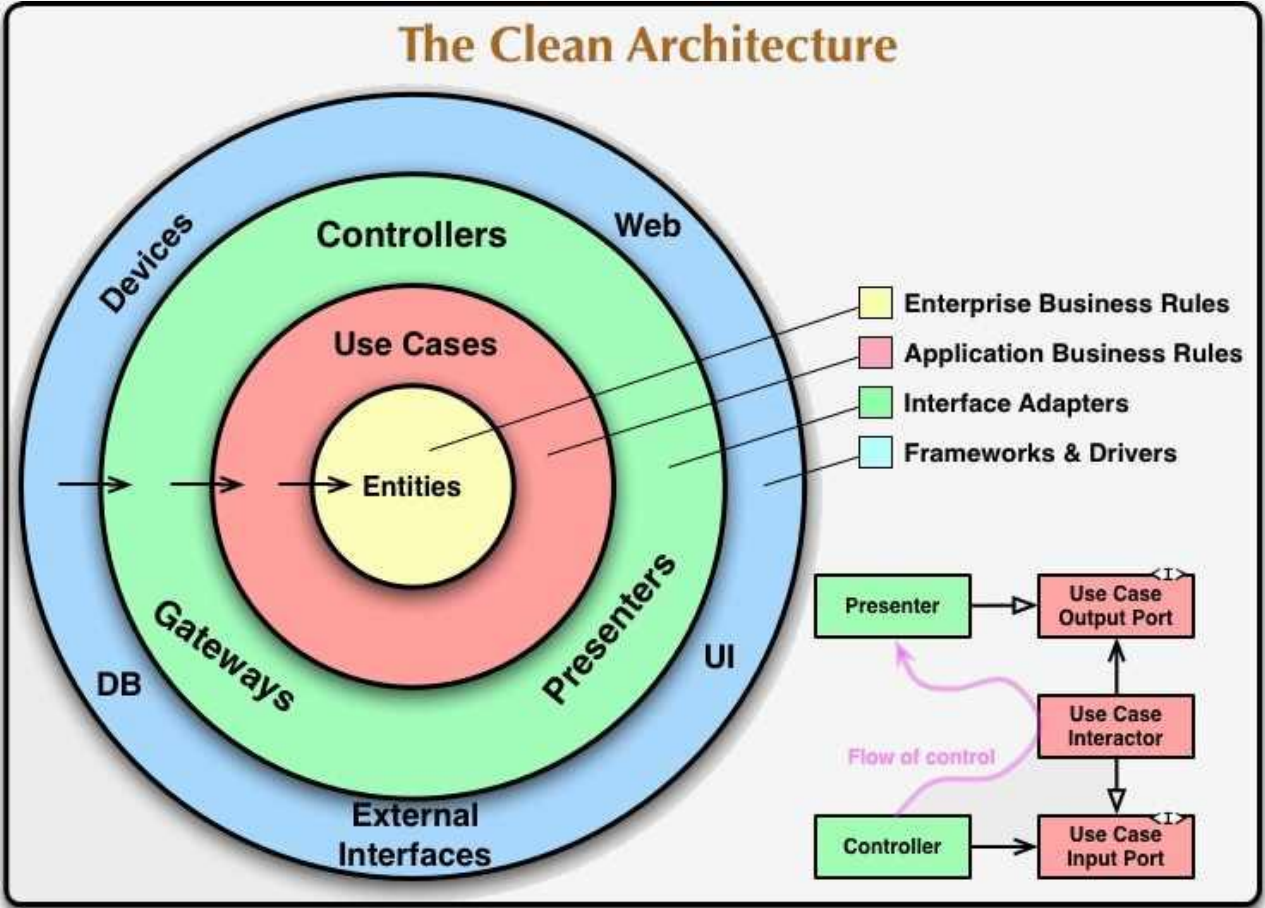 The Clean Architecture
Devices
Controllers
Web
Use Cases
Entities
Gateways
Presenters
DB
UI
External
Interfaces
Enterprise Business Rules
Application Business Rules
Interface Adapters
Frameworks & Drivers
Presenter
<I>
Use Case
Output Port
Use Case
Interactor
Flow of control
Controller
<I>
Use Case
Input Port